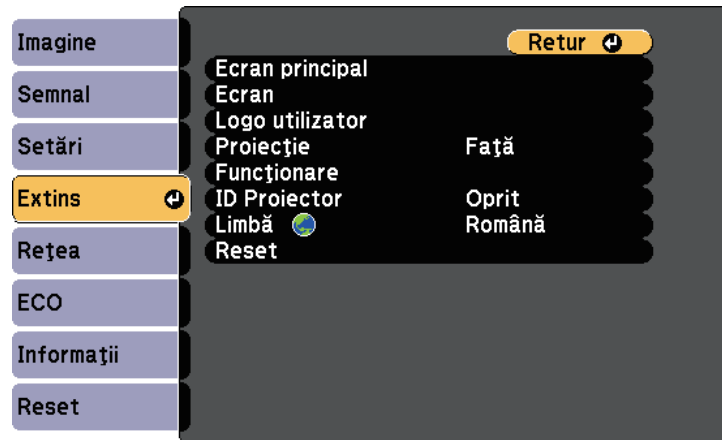 Imagine
Semnal
Setări
Extins
Reţea
ECO
Informaţii
Reset
Retur
Ecran principal
Ecran
Logo utilizator
Proiecţie Faţă
Funcţionare
ID Proiector Oprit
Limbă Română
Reset